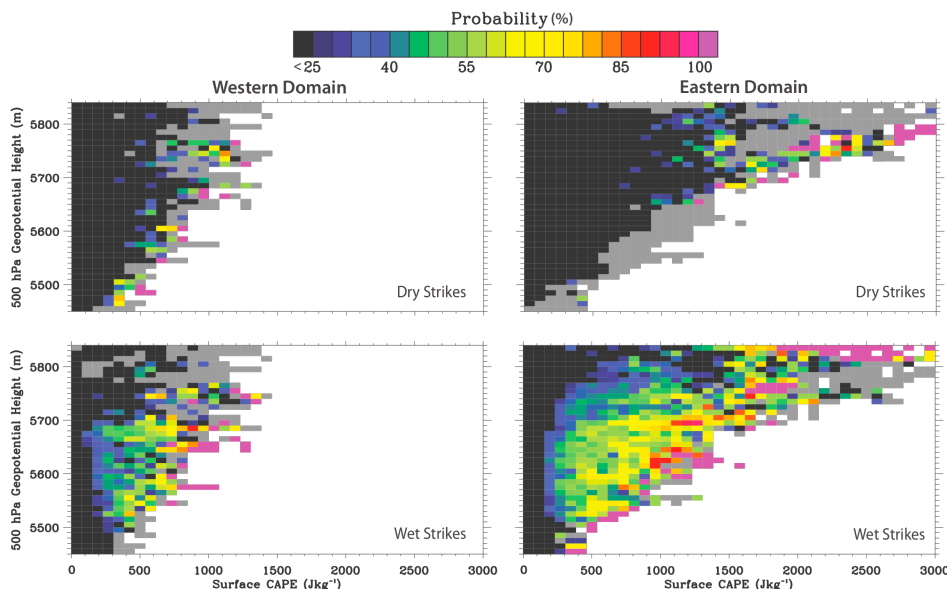 Probability (%)
<25 40 55 70 85 100
Western Domain Eastern Domain
500 hPa Geopotential Height (m)
5800
5700
5600
5500
Dry Strikes
Dry Strikes
500 hPa Geopotential Height (m)
5800
5700
5600
5500
Wet Strikes
Wet Strikes
0 500 1000 1500 2000 2500 3000
0 500 1000 1500 2000 2500 3000
Surface CAPE (Jkg⁻¹)
Surface CAPE (Jkg⁻¹)